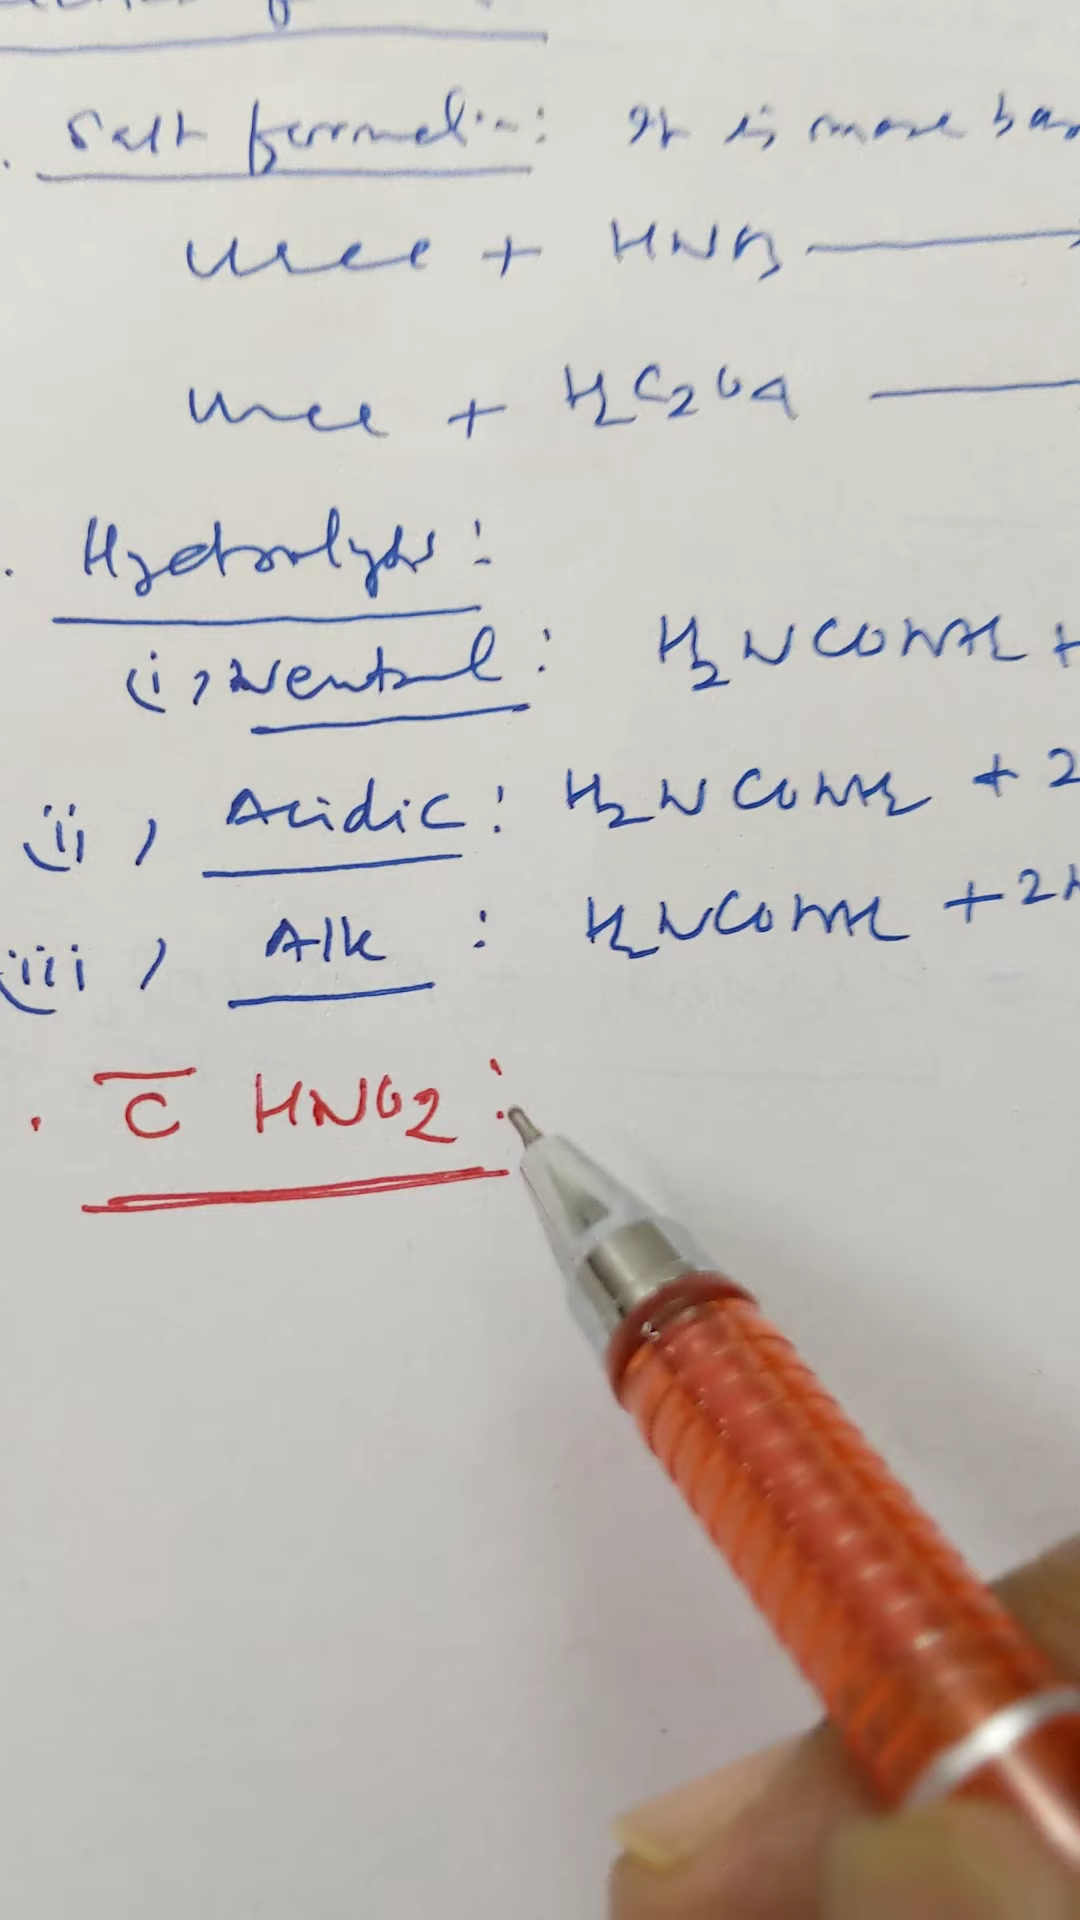 Salt formation: It is more bas
Urea + HNO3
Urea + H2C2O4
Hydrolysis:
(i) Neutral: H2NCONH2 +
(ii) Acidic: H2NCONH2 + 2
(iii) Alk: H2NCONH2 + 2H
. c̅ HNO2: